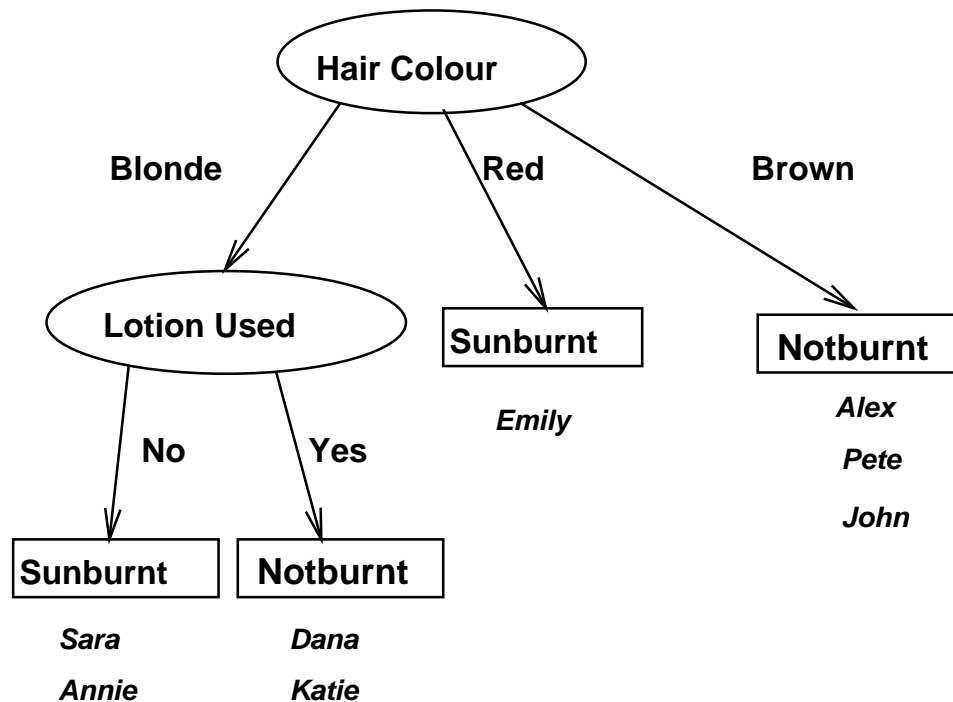 Hair Colour
Blonde
Red
Brown
Lotion Used
Sunburnt
Notburnt
Emily
Alex
Pete
John
No
Yes
Sunburnt
Notburnt
Sara
Dana
Annie
Katie